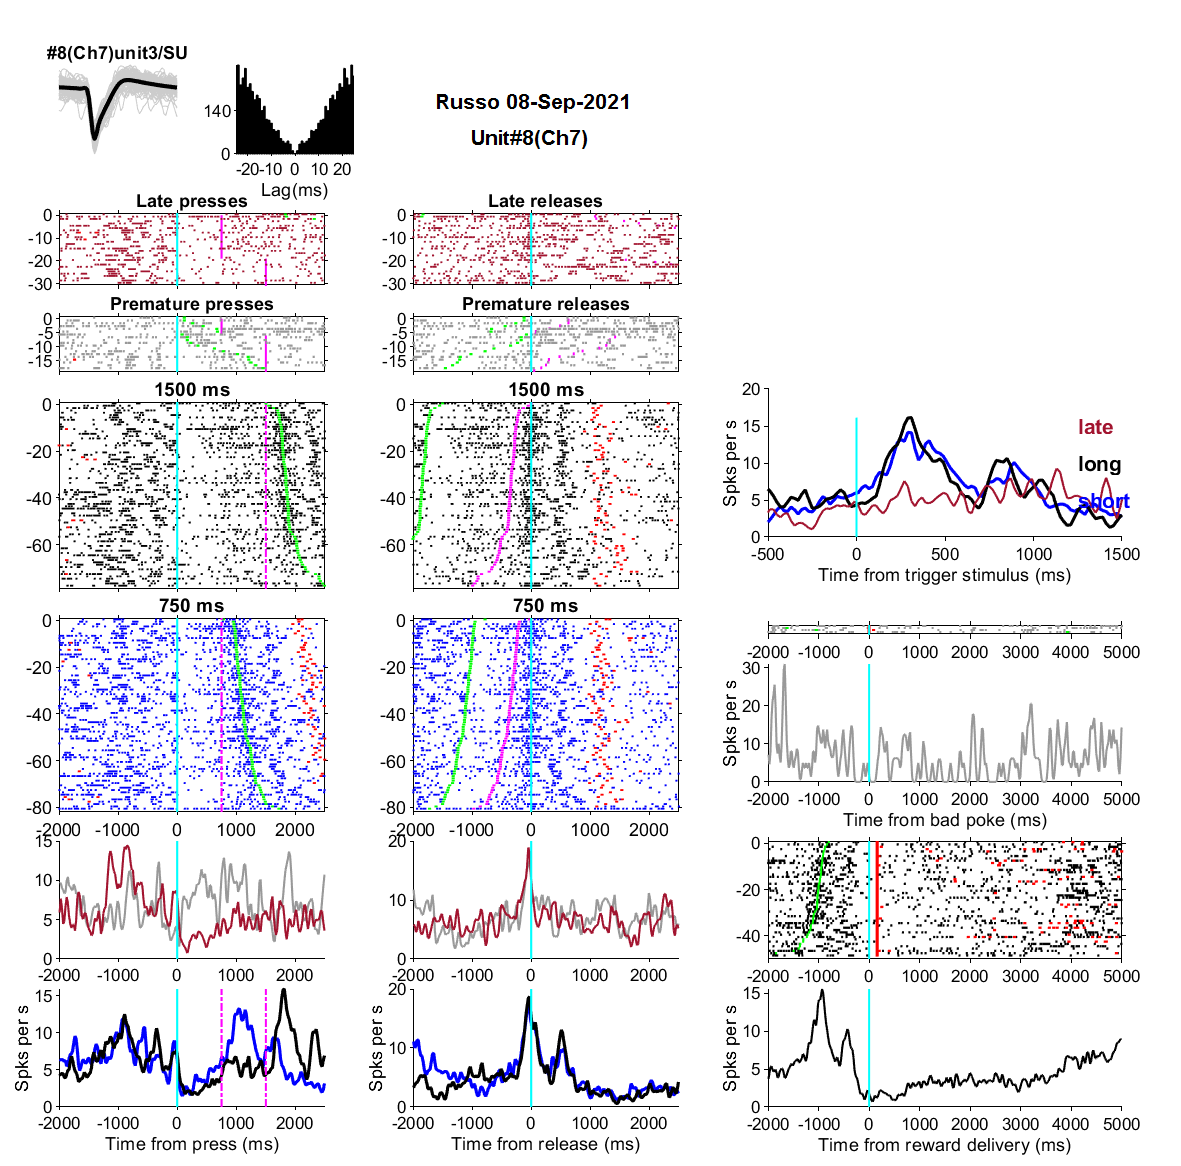 #8(Ch7)unit3/SU
Russo 08-Sep-2021
Unit#8(Ch7)
140
0
-20 -10 0 10 20
Lag(ms)
Late presses
0
-10
-20
-30
Late releases
0
-10
-20
-30
Premature presses
0
-5
-10
-15
Premature releases
0
-5
-10
-15
1500 ms
0
-20
-40
-60
1500 ms
0
-20
-40
-60
20
15
10
5
0
Spks per s
late
long
short
-500 0 500 1000 1500
Time from trigger stimulus (ms)
750 ms
0
-20
-40
-60
-80
-2000 -1000 0 1000 2000
750 ms
0
-20
-40
-60
-80
-2000 -1000 0 1000 2000
-2000 -1000 0 1000 2000 3000 4000 5000
30
20
10
0
Spks per s
-2000 -1000 0 1000 2000 3000 4000 5000
Time from bad poke (ms)
15
10
5
0
-2000 -1000 0 1000 2000
20
10
0
-2000 -1000 0 1000 2000
0
-20
-40
-2000 -1000 0 1000 2000 3000 4000 5000
15
10
5
0
Spks per s
-2000 -1000 0 1000 2000
Time from press (ms)
20
10
0
Spks per s
-2000 -1000 0 1000 2000
Time from release (ms)
15
10
5
0
Spks per s
-2000 -1000 0 1000 2000 3000 4000 5000
Time from reward delivery (ms)